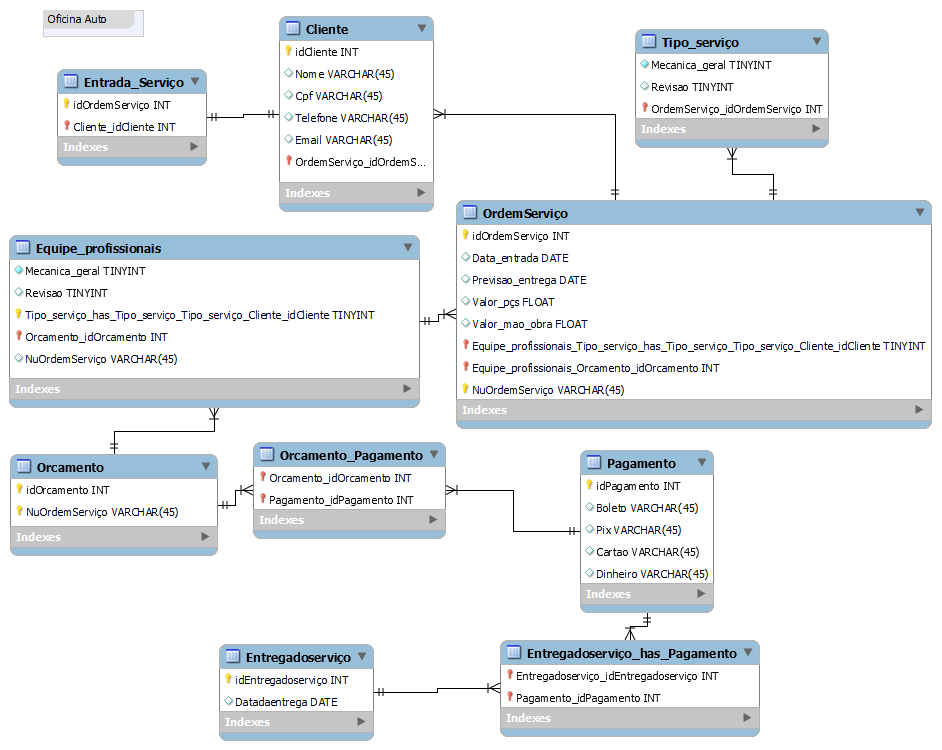 Oficina Auto
Cliente
idCliente INT
Nome VARCHAR(45)
Cpf VARCHAR(45)
Telefone VARCHAR(45)
Email VARCHAR(45)
OrdemServiço_idOrdemS...
Indexes
Tipo_serviço
Mecanica_geral TINYINT
Revisao TINYINT
OrdemServiço_idOrdemServiço INT
Indexes
Entrada_Serviço
idOrdemServiço INT
Cliente_idCliente INT
Indexes
OrdemServiço
idOrdemServiço INT
Data_entrada DATE
Previsao_entrega DATE
Valor_pçs FLOAT
Valor_mao_obra FLOAT
Equipe_profissionais_Tipo_serviço_has_Tipo_serviço_Tipo_serviço_Cliente_idCliente TINYINT
Equipe_profissionais_Orcamento_idOrcamento INT
NuOrdemServiço VARCHAR(45)
Indexes
Equipe_profissionais
Mecanica_geral TINYINT
Revisao TINYINT
Tipo_serviço_has_Tipo_serviço_Tipo_serviço_Cliente_idCliente TINYINT
Orcamento_idOrcamento INT
NuOrdemServiço VARCHAR(45)
Indexes
Orcamento
idOrcamento INT
NuOrdemServiço VARCHAR(45)
Indexes
Orcamento_Pagamento
Orcamento_idOrcamento INT
Pagamento_idPagamento INT
Indexes
Pagamento
idPagamento INT
Boleto VARCHAR(45)
Pix VARCHAR(45)
Cartao VARCHAR(45)
Dinheiro VARCHAR(45)
Indexes
Entregadoserviço
idEntregadoserviço INT
Datadaentrega DATE
Indexes
Entregadoserviço_has_Pagamento
Entregadoserviço_idEntregadoserviço INT
Pagamento_idPagamento INT
Indexes